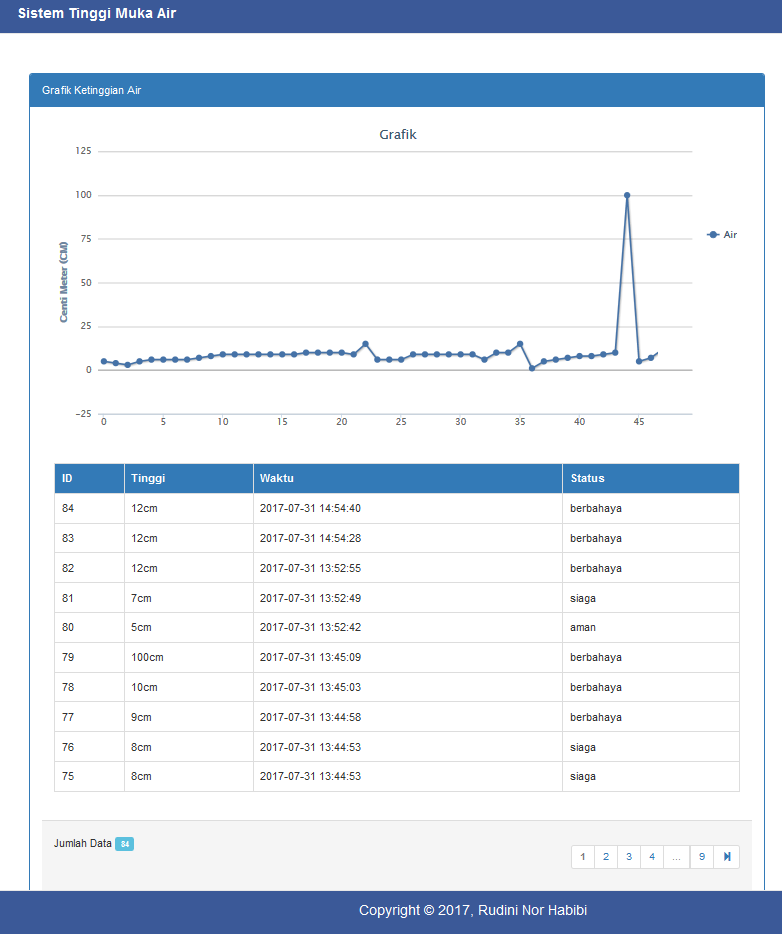 Sistem Tinggi Muka Air
Grafik Ketinggian Air
Grafik
125
100
75
50
25
0
−25
Centi Meter (CM)
0 5 10 15 20 25 30 35 40 45
Air
ID Tinggi Waktu Status
84 12cm 2017-07-31 14:54:40 berbahaya
83 12cm 2017-07-31 14:54:28 berbahaya
82 12cm 2017-07-31 13:52:55 berbahaya
81 7cm 2017-07-31 13:52:49 siaga
80 5cm 2017-07-31 13:52:42 aman
79 100cm 2017-07-31 13:45:09 berbahaya
78 10cm 2017-07-31 13:45:03 berbahaya
77 9cm 2017-07-31 13:44:58 berbahaya
76 8cm 2017-07-31 13:44:53 siaga
75 8cm 2017-07-31 13:44:53 siaga
Jumlah Data 84
1 2 3 4 ... 9
Copyright © 2017, Rudini Nor Habibi